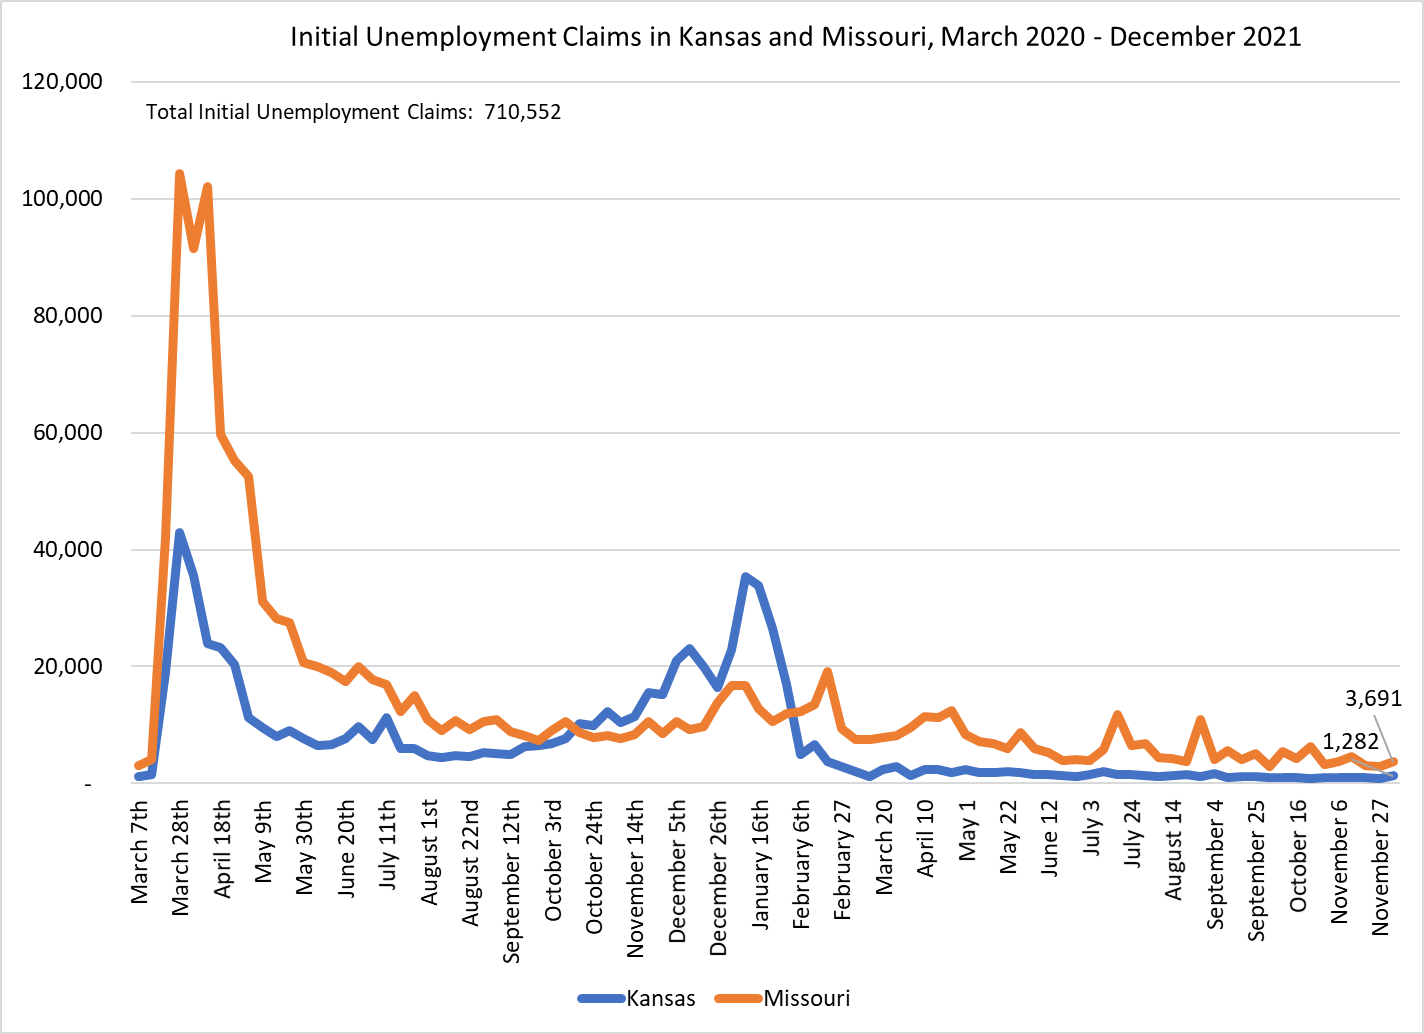 Initial Unemployment Claims in Kansas and Missouri, March 2020 - December 2021
120,000
Total Initial Unemployment Claims:  710,552
100,000
80,000
60,000
40,000
20,000
-
3,691
1,282
March 7th
March 28th
April 18th
May 9th
May 30th
June 20th
July 11th
August 1st
August 22nd
September 12th
October 3rd
October 24th
November 14th
December 5th
December 26th
January 16th
February 6th
February 27
March 20
April 10
May 1
May 22
June 12
July 3
July 24
August 14
September 4
September 25
October 16
November 6
November 27
Kansas
Missouri